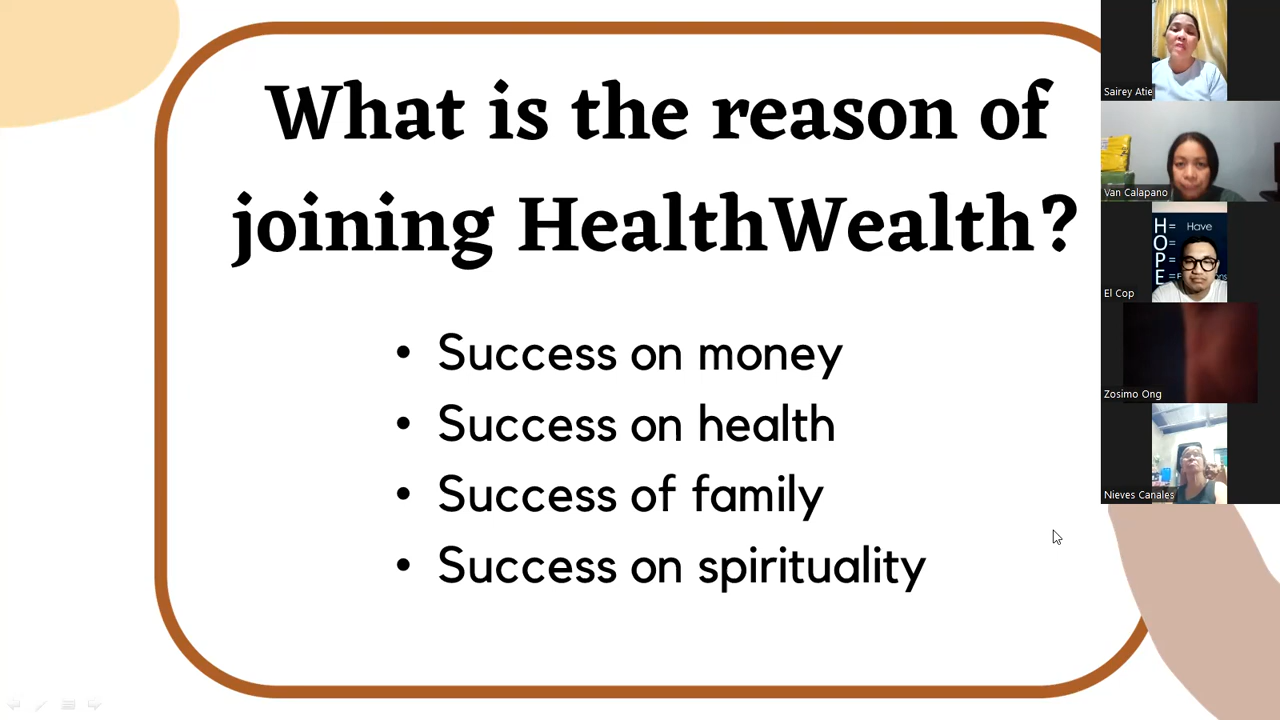 What is the reason of
joining HealthWealth?
• Success on money
• Success on health
• Success of family
• Success on spirituality
Sairey Atie
Van Calapano
H = Have
O =
P =
E =
El Cop
Zosimo Ong
Nieves Canales